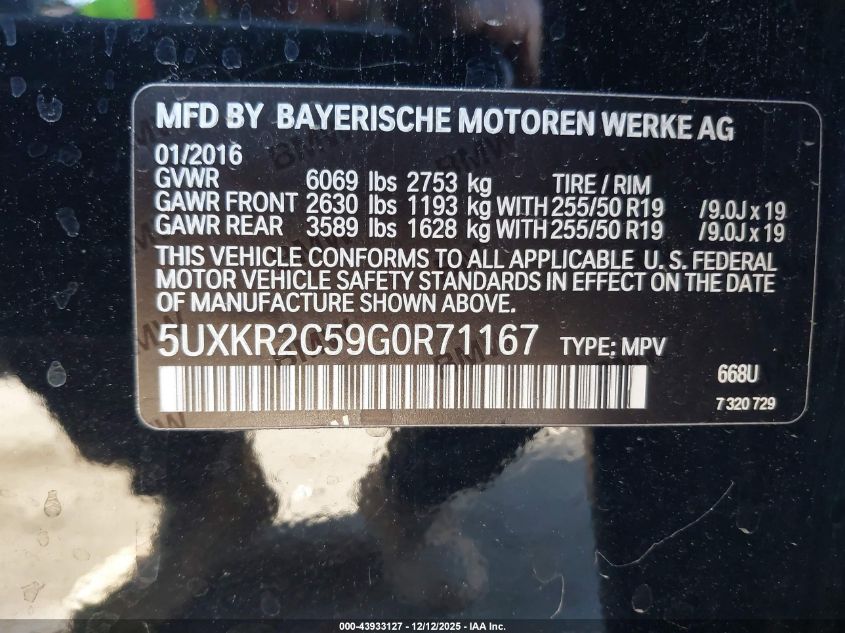 MFD BY BAYERISCHE MOTOREN WERKE AG
01/2016
GVWR 6069 lbs 2753 kg TIRE / RIM
GAWR FRONT 2630 lbs 1193 kg WITH 255/50 R19 /9.0J x 19
GAWR REAR 3589 lbs 1628 kg WITH 255/50 R19 /9.0J x 19
THIS VEHICLE CONFORMS TO ALL APPLICABLE U. S. FEDERAL
MOTOR VEHICLE SAFETY STANDARDS IN EFFECT ON THE DATE
OF MANUFACTURE SHOWN ABOVE.
5UXKR2C59G0R71167 TYPE: MPV
668U
7 320 729
000-43933127 - 12/12/2025 - IAA Inc.